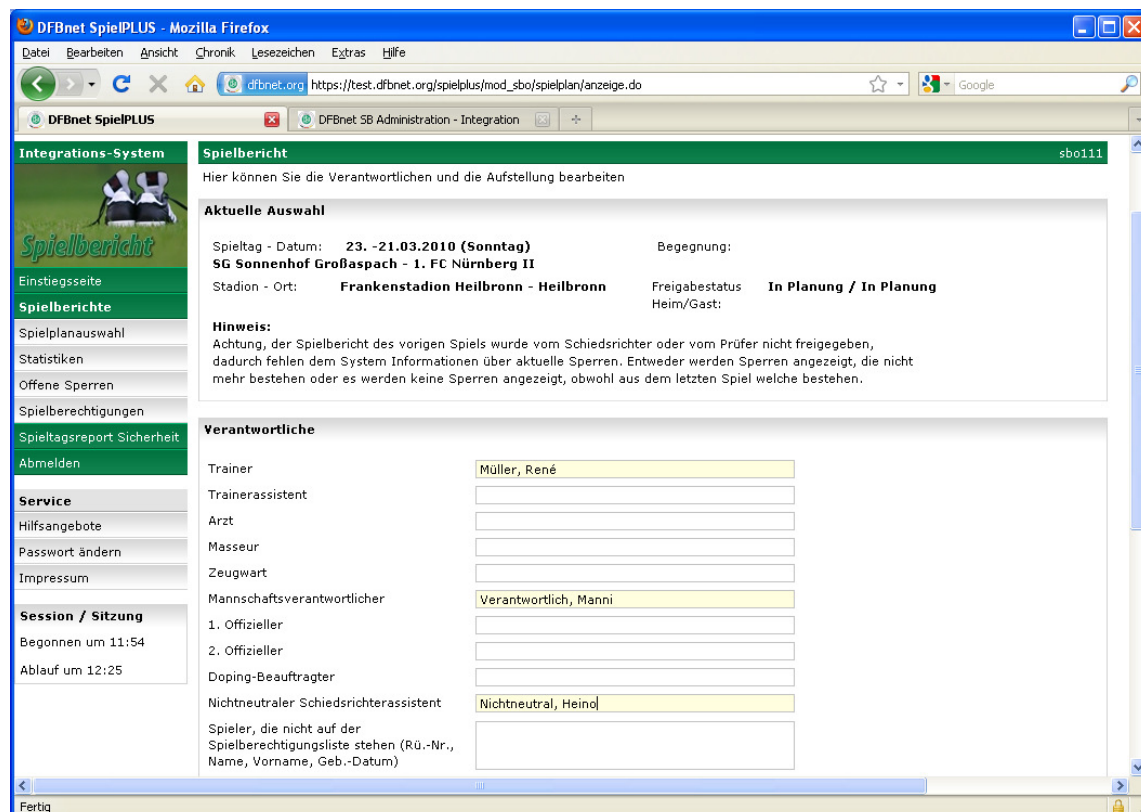 DFBnet SpielPLUS - Mozilla Firefox
Datei Bearbeiten Ansicht Chronik Lesezeichen Extras Hilfe
dfbnet.org https://test.dfbnet.org/spielplus/mod_sbo/spielplan/anzeige.do
Google
DFBnet SpielPLUS
DFBnet SB Administration - Integration
Integrations-System
Spielbericht
Einstiegsseite
Spielberichte
Spielplanauswahl
Statistiken
Offene Sperren
Spielberechtigungen
Spieltagsreport Sicherheit
Abmelden
Service
Hilfsangebote
Passwort ändern
Impressum
Session / Sitzung
Begonnen um 11:54
Ablauf um 12:25
Spielbericht sbo111
Hier können Sie die Verantwortlichen und die Aufstellung bearbeiten
Aktuelle Auswahl
Spieltag - Datum: 23. -21.03.2010 (Sonntag) Begegnung:
SG Sonnenhof Großaspach - 1. FC Nürnberg II
Stadion - Ort: Frankenstadion Heilbronn - Heilbronn Freigabestatus In Planung / In Planung
Heim/Gast:
Hinweis:
Achtung, der Spielbericht des vorigen Spiels wurde vom Schiedsrichter oder vom Prüfer nicht freigegeben,
dadurch fehlen dem System Informationen über aktuelle Sperren. Entweder werden Sperren angezeigt, die nicht
mehr bestehen oder es werden keine Sperren angezeigt, obwohl aus dem letzten Spiel welche bestehen.
Verantwortliche
Trainer Müller, René
Trainerassistent
Arzt
Masseur
Zeugwart
Mannschaftsverantwortlicher Verantwortlich, Manni
1. Offizieller
2. Offizieller
Doping-Beauftragter
Nichtneutraler Schiedsrichterassistent Nichtneutral, Heino
Spieler, die nicht auf der
Spielberechtigungsliste stehen (Rü.-Nr.,
Name, Vorname, Geb.-Datum)
Fertig